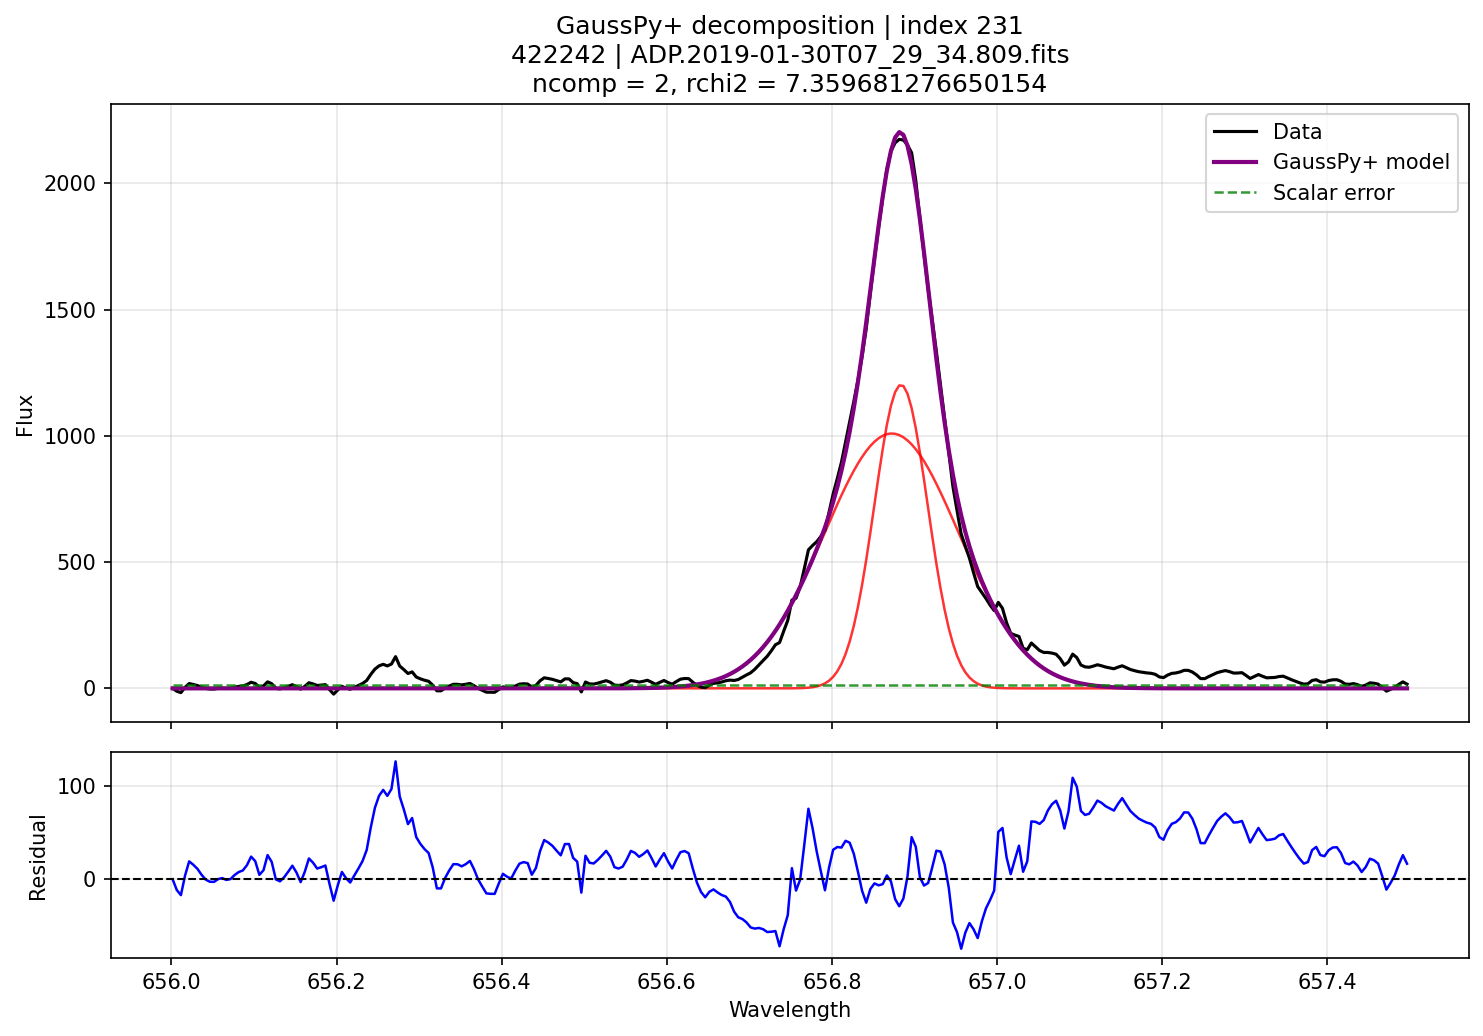 GaussPy+ decomposition | index 231
422242 | ADP.2019-01-30T07_29_34.809.fits
ncomp = 2, rchi2 = 7.359681276650154
Data
GaussPy+ model
Scalar error
Flux
2000
1500
1000
500
0
Residual
100
0
656.0
656.2
656.4
656.6
656.8
657.0
657.2
657.4
Wavelength